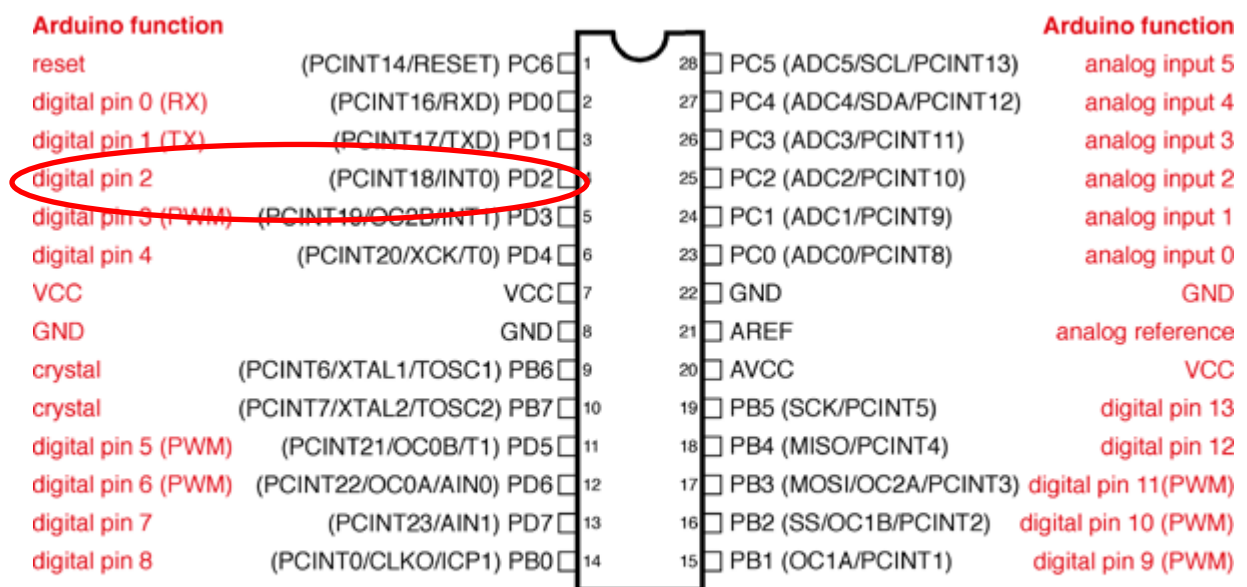 Arduino function Arduino function
reset (PCINT14/RESET) PC6 1 28 PC5 (ADC5/SCL/PCINT13) analog input 5
digital pin 0 (RX) (PCINT16/RXD) PD0 2 27 PC4 (ADC4/SDA/PCINT12) analog input 4
digital pin 1 (TX) (PCINT17/TXD) PD1 3 26 PC3 (ADC3/PCINT11) analog input 3
digital pin 2 (PCINT18/INT0) PD2 4 25 PC2 (ADC2/PCINT10) analog input 2
digital pin 3 (PWM) (PCINT19/OC2B/INT1) PD3 5 24 PC1 (ADC1/PCINT9) analog input 1
digital pin 4 (PCINT20/XCK/T0) PD4 6 23 PC0 (ADC0/PCINT8) analog input 0
VCC VCC 7 22 GND GND
GND GND 8 21 AREF analog reference
crystal (PCINT6/XTAL1/TOSC1) PB6 9 20 AVCC VCC
crystal (PCINT7/XTAL2/TOSC2) PB7 10 19 PB5 (SCK/PCINT5) digital pin 13
digital pin 5 (PWM) (PCINT21/OC0B/T1) PD5 11 18 PB4 (MISO/PCINT4) digital pin 12
digital pin 6 (PWM) (PCINT22/OC0A/AIN0) PD6 12 17 PB3 (MOSI/OC2A/PCINT3) digital pin 11(PWM)
digital pin 7 (PCINT23/AIN1) PD7 13 16 PB2 (SS/OC1B/PCINT2) digital pin 10 (PWM)
digital pin 8 (PCINT0/CLKO/ICP1) PB0 14 15 PB1 (OC1A/PCINT1) digital pin 9 (PWM)